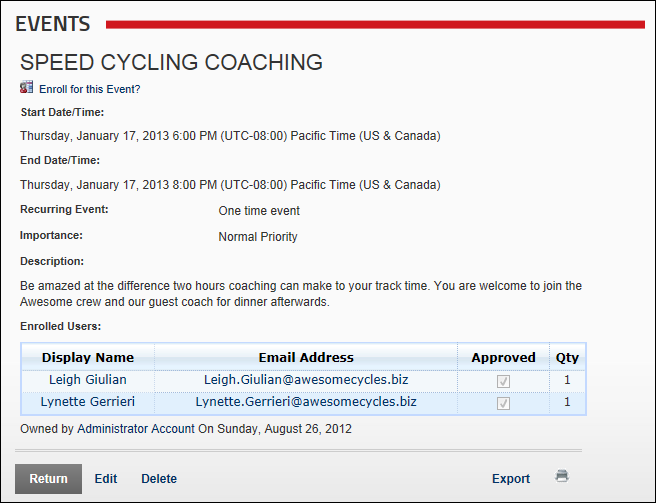 EVENTS
SPEED CYCLING COACHING
Enroll for this Event?
Start Date/Time:
Thursday, January 17, 2013 6:00 PM (UTC-08:00) Pacific Time (US & Canada)
End Date/Time:
Thursday, January 17, 2013 8:00 PM (UTC-08:00) Pacific Time (US & Canada)
Recurring Event: One time event
Importance: Normal Priority
Description:
Be amazed at the difference two hours coaching can make to your track time. You are welcome to join the
Awesome crew and our guest coach for dinner afterwards.
Enrolled Users:
Display Name Email Address Approved Qty
Leigh Giulian Leigh.Giulian@awesomecycles.biz 1
Lynette Gerrieri Lynette.Gerrieri@awesomecycles.biz 1
Owned by Administrator Account On Sunday, August 26, 2012
Return Edit Delete Export